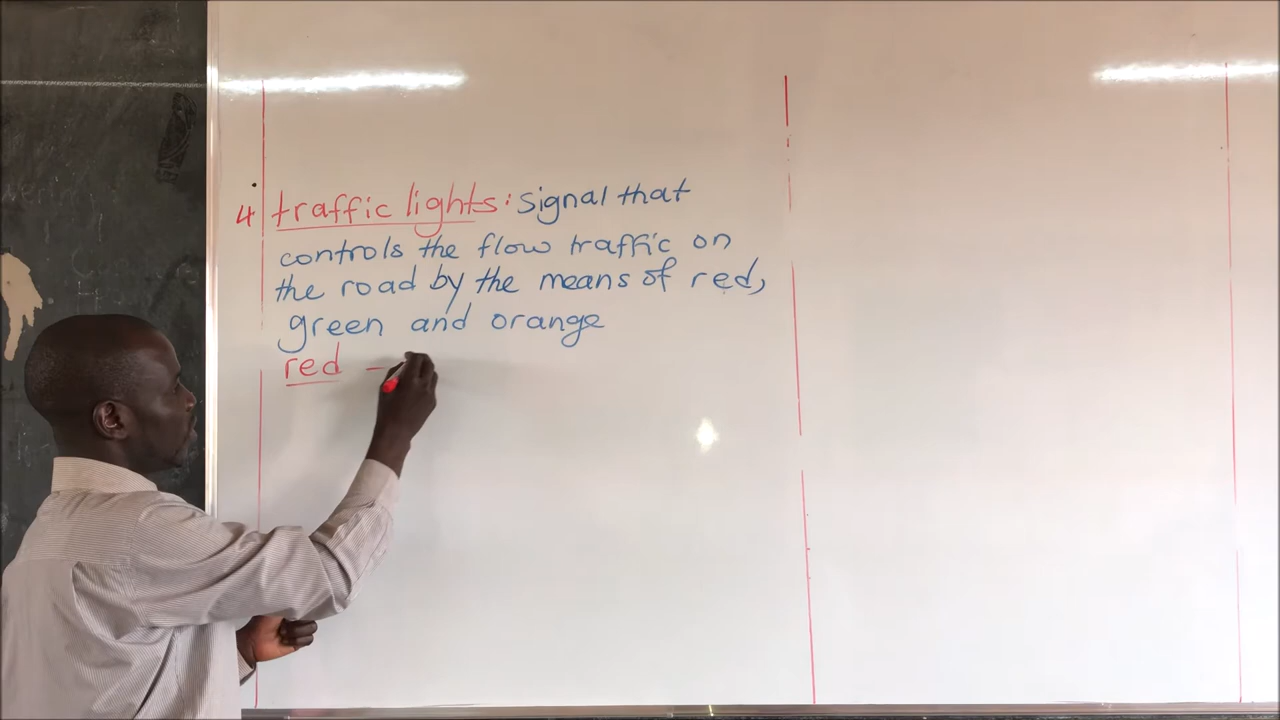 4 traffic lights: signal that
controls the flow traffic on
the road by the means of red,
green and orange
red -